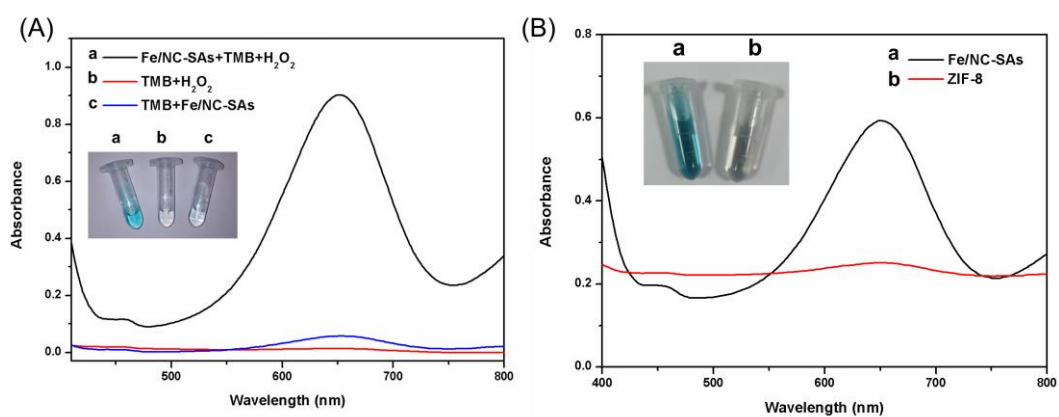 (A)
a Fe/NC-SAs+TMB+H₂O₂
b TMB+H₂O₂
c TMB+Fe/NC-SAs
a b c
Absorbance
1.0
0.8
0.6
0.4
0.2
0.0
500 600 700 800
Wavelength (nm)
(B)
a b
a Fe/NC-SAs
b ZIF-8
Absorbance
0.8
0.6
0.4
0.2
0.0
400 500 600 700 800
Wavelength (nm)